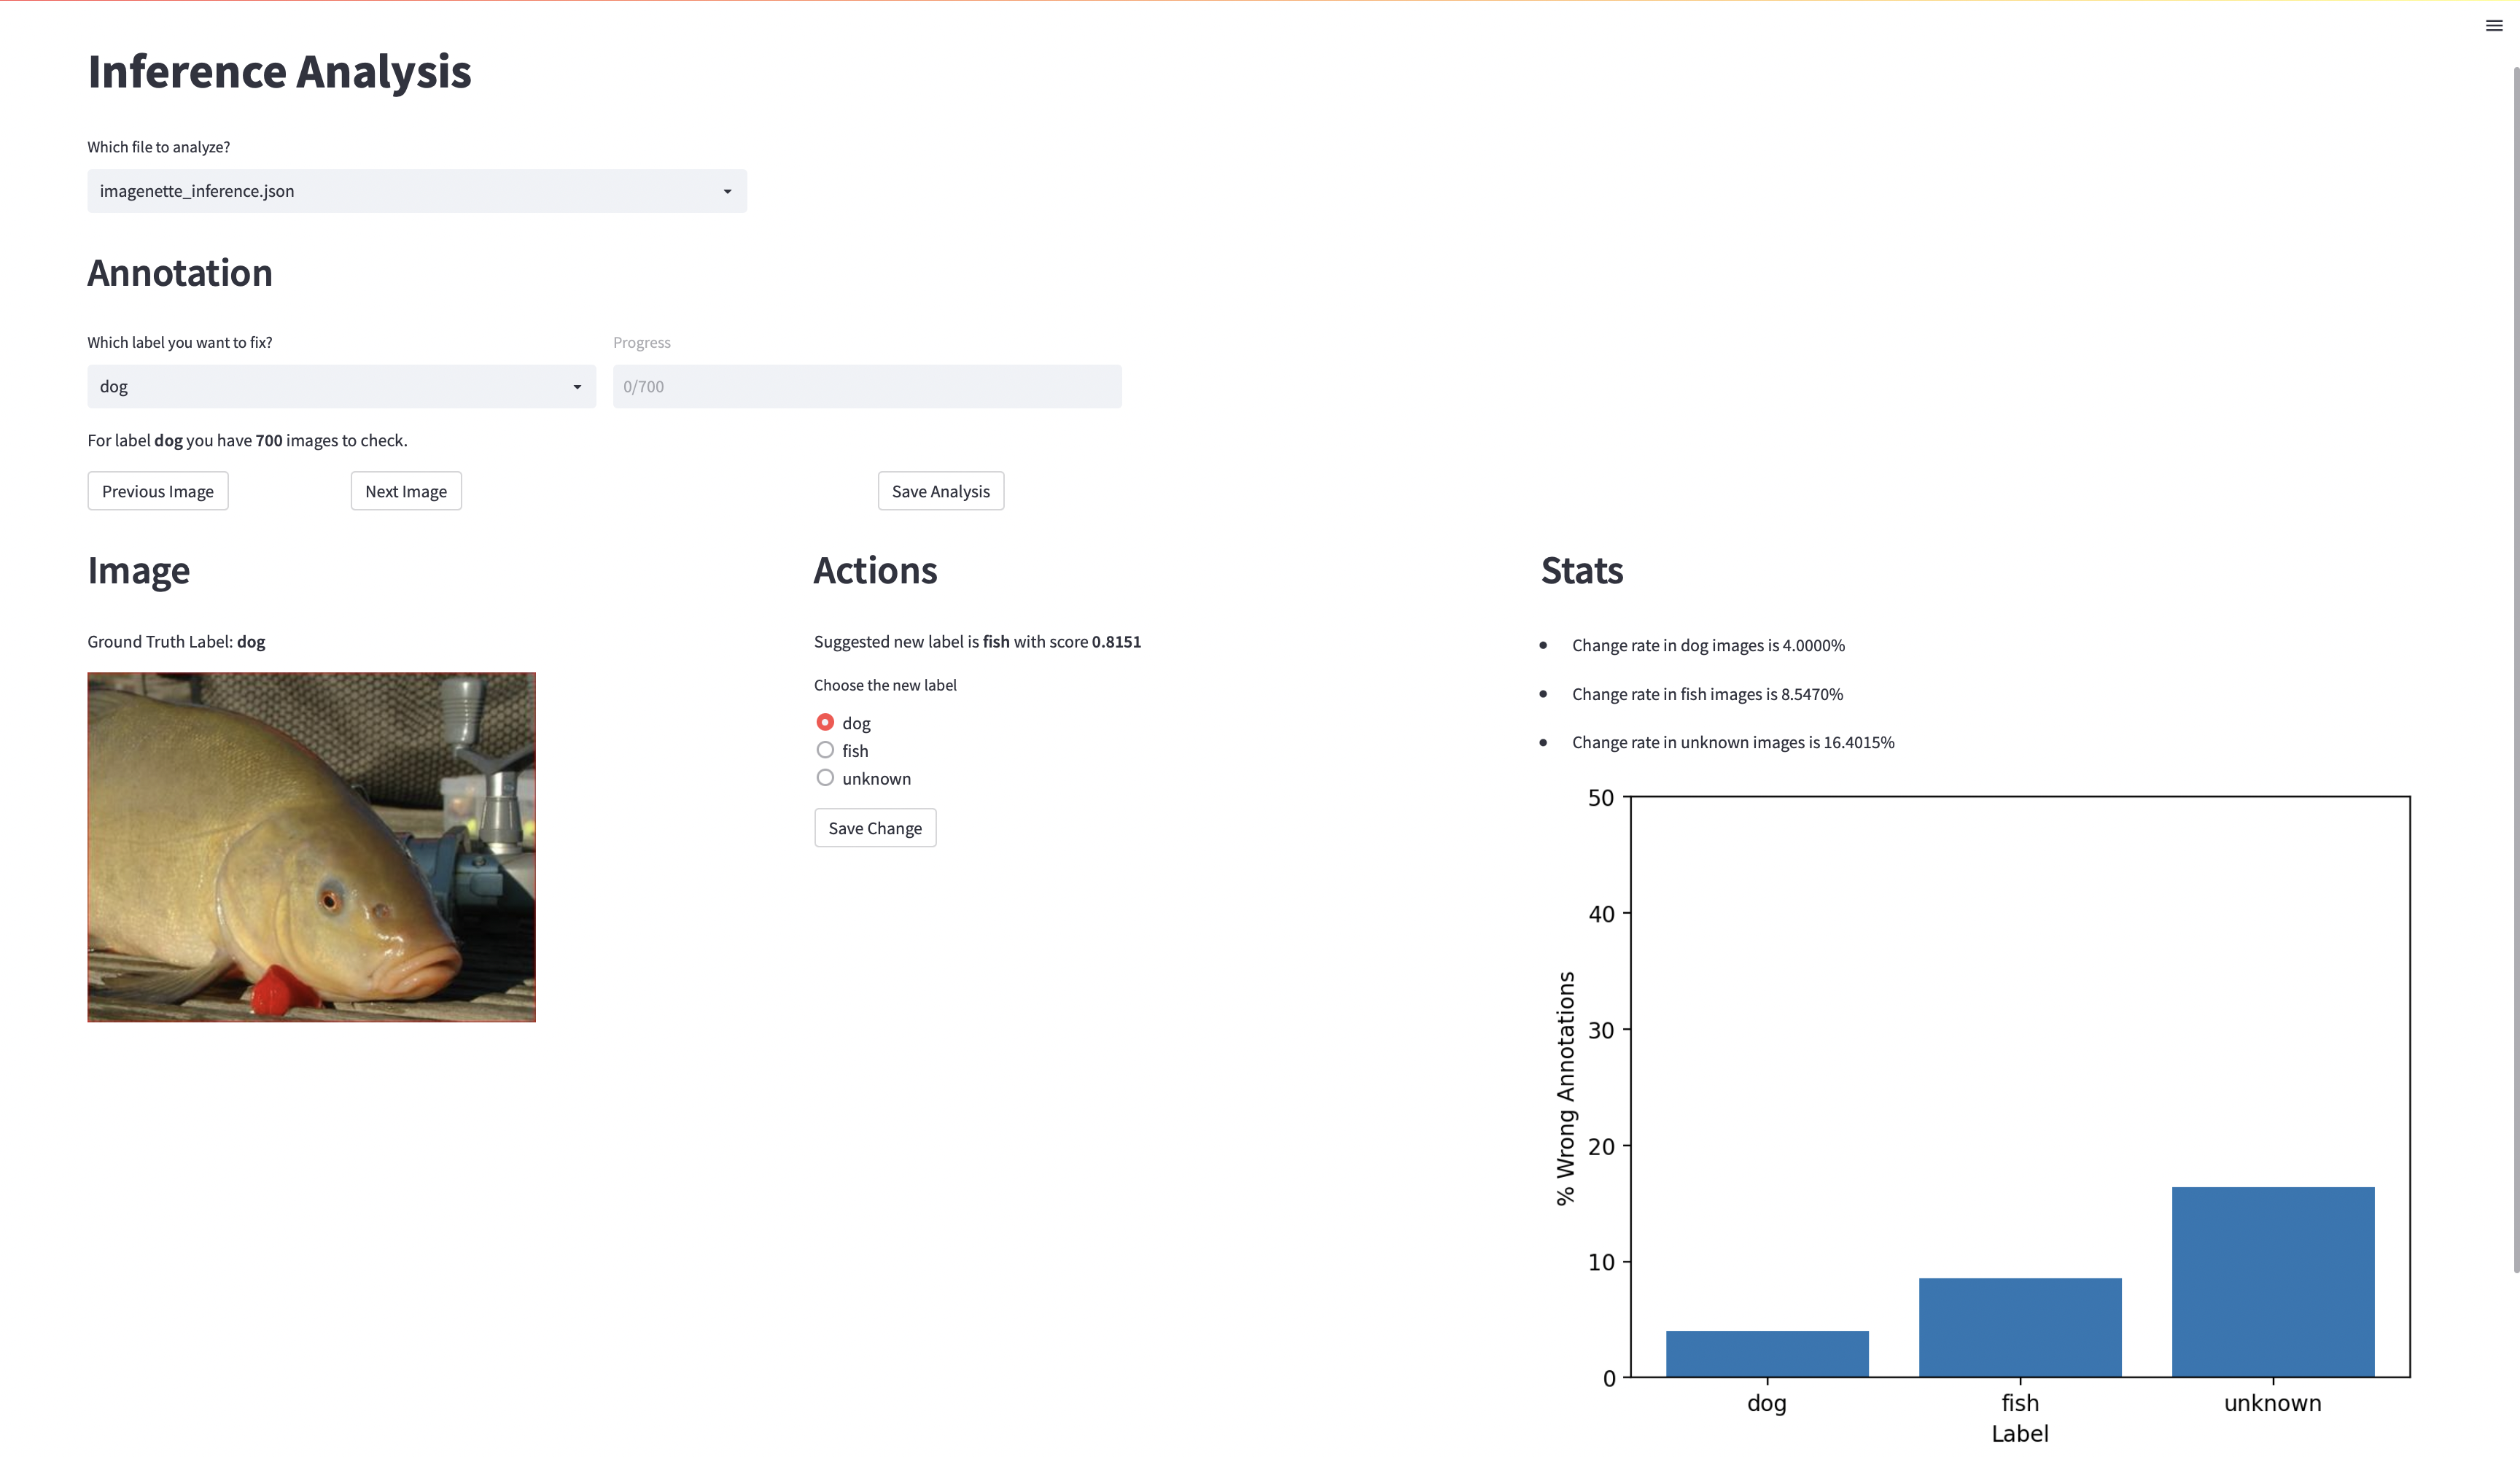 Inference Analysis
Which file to analyze?
imagenette_inference.json
Annotation
Which label you want to fix?
Progress
dog
0/700
For label dog you have 700 images to check.
Previous Image
Next Image
Save Analysis
Image
Ground Truth Label: dog
Actions
Suggested new label is fish with score 0.8151
Choose the new label
dog
fish
unknown
Save Change
Stats
Change rate in dog images is 4.0000%
Change rate in fish images is 8.5470%
Change rate in unknown images is 16.4015%
50
40
30
20
10
0
% Wrong Annotations
dog
fish
unknown
Label